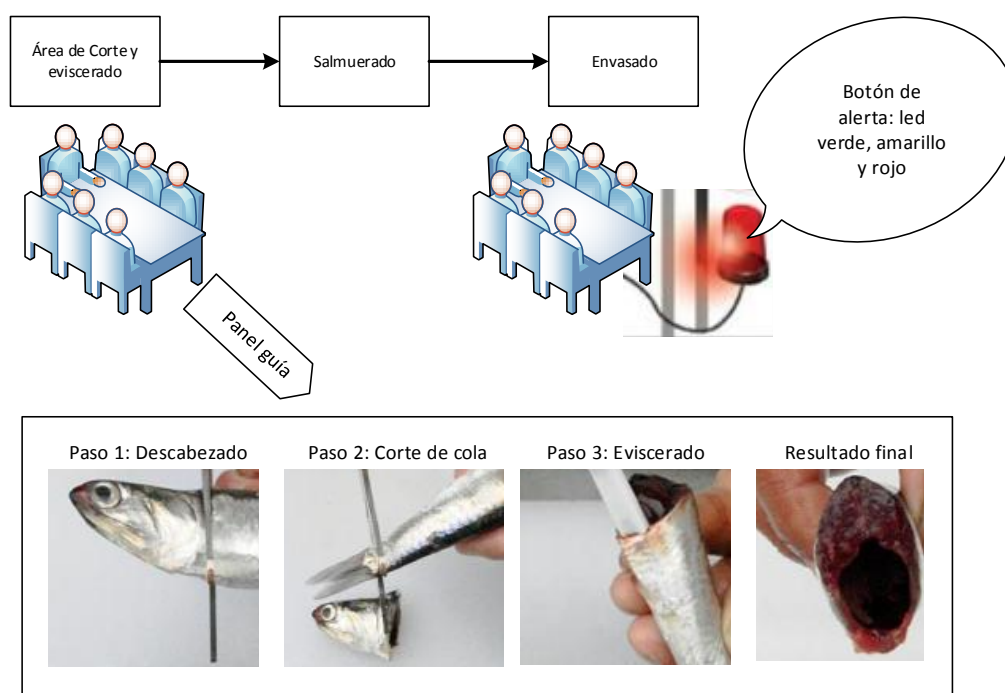 Área de Corte y
eviscerado
Salmuerado
Envasado
Botón de
alerta: led
verde, amarillo
y rojo
Panel guía
Paso 1: Descabezado
Paso 2: Corte de cola
Paso 3: Eviscerado
Resultado final